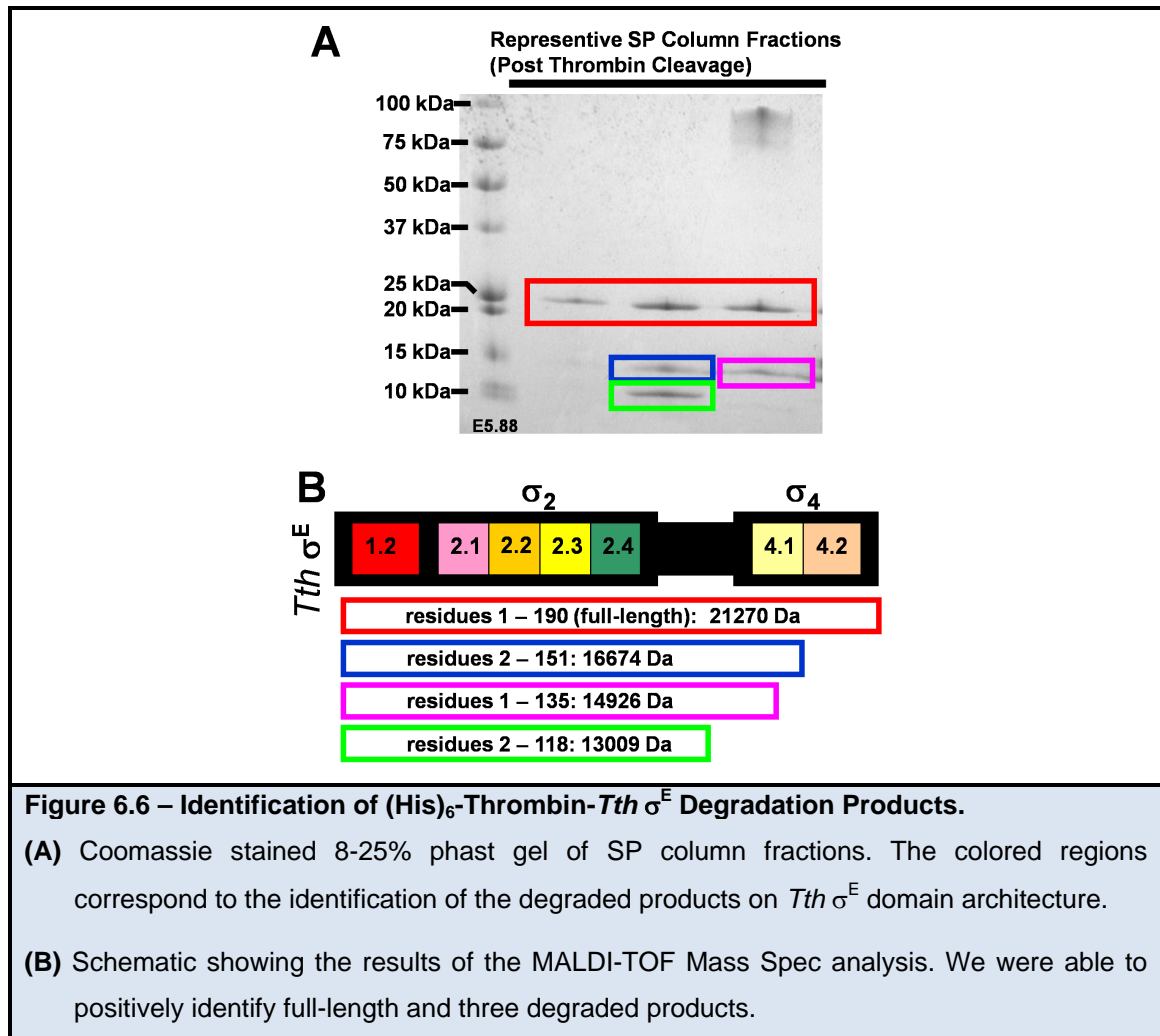 A
Representive SP Column Fractions
(Post Thrombin Cleavage)
100 kDa
75 kDa
50 kDa
37 kDa
25 kDa
20 kDa
15 kDa
10 kDa
E5.88
B
σ2
σ4
Tth σE
1.2
2.1
2.2
2.3
2.4
4.1
4.2
residues 1 – 190 (full-length): 21270 Da
residues 2 – 151: 16674 Da
residues 1 – 135: 14926 Da
residues 2 – 118: 13009 Da
Figure 6.6 – Identification of (His)6-Thrombin-Tth σE Degradation Products.
(A) Coomassie stained 8-25% phast gel of SP column fractions. The colored regions
correspond to the identification of the degraded products on Tth σE domain architecture.
(B) Schematic showing the results of the MALDI-TOF Mass Spec analysis. We were able to
positively identify full-length and three degraded products.